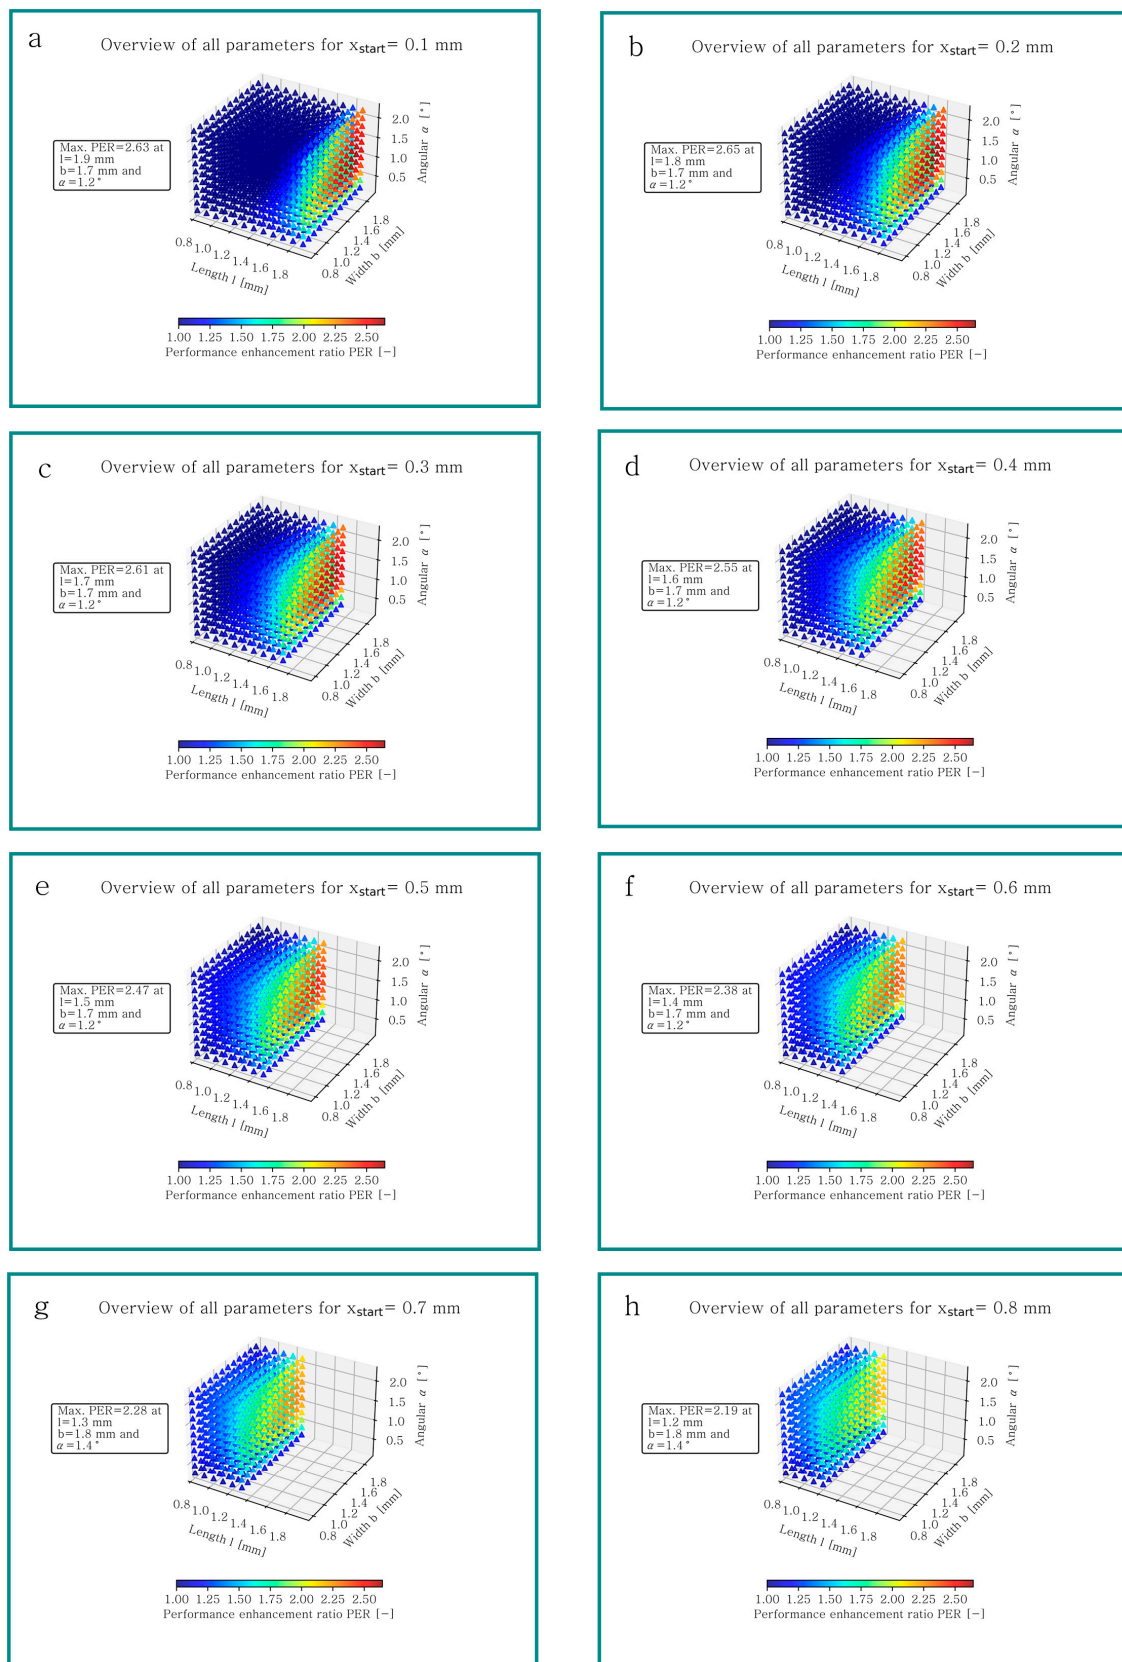 a
Overview of all parameters for xstart= 0.1 mm
Max. PER=2.63 at
l=1.9 mm
b=1.7 mm and
α=1.2°
2.0
1.5
1.0
0.5
Angular α [°]
0.8 1.0 1.2 1.4 1.6 1.8
Length l [mm]
0.8 1.0 1.2 1.4 1.6 1.8
Width b [mm]
1.00 1.25 1.50 1.75 2.00 2.25 2.50
Performance enhancement ratio PER [−]
b
Overview of all parameters for xstart= 0.2 mm
Max. PER=2.65 at
l=1.8 mm
b=1.7 mm and
α=1.2°
2.0
1.5
1.0
0.5
Angular α [°]
0.8 1.0 1.2 1.4 1.6 1.8
Length l [mm]
0.8 1.0 1.2 1.4 1.6 1.8
Width b [mm]
1.00 1.25 1.50 1.75 2.00 2.25 2.50
Performance enhancement ratio PER [−]
c
Overview of all parameters for xstart= 0.3 mm
Max. PER=2.61 at
l=1.7 mm
b=1.7 mm and
α=1.2°
2.0
1.5
1.0
0.5
Angular α [°]
0.8 1.0 1.2 1.4 1.6 1.8
Length l [mm]
0.8 1.0 1.2 1.4 1.6 1.8
Width b [mm]
1.00 1.25 1.50 1.75 2.00 2.25 2.50
Performance enhancement ratio PER [−]
d
Overview of all parameters for xstart= 0.4 mm
Max. PER=2.55 at
l=1.6 mm
b=1.7 mm and
α=1.2°
2.0
1.5
1.0
0.5
Angular α [°]
0.8 1.0 1.2 1.4 1.6 1.8
Length l [mm]
0.8 1.0 1.2 1.4 1.6 1.8
Width b [mm]
1.00 1.25 1.50 1.75 2.00 2.25 2.50
Performance enhancement ratio PER [−]
e
Overview of all parameters for xstart= 0.5 mm
Max. PER=2.47 at
l=1.5 mm
b=1.7 mm and
α=1.2°
2.0
1.5
1.0
0.5
Angular α [°]
0.8 1.0 1.2 1.4 1.6 1.8
Length l [mm]
0.8 1.0 1.2 1.4 1.6 1.8
Width b [mm]
1.00 1.25 1.50 1.75 2.00 2.25 2.50
Performance enhancement ratio PER [−]
f
Overview of all parameters for xstart= 0.6 mm
Max. PER=2.38 at
l=1.4 mm
b=1.7 mm and
α=1.2°
2.0
1.5
1.0
0.5
Angular α [°]
0.8 1.0 1.2 1.4 1.6 1.8
Length l [mm]
0.8 1.0 1.2 1.4 1.6 1.8
Width b [mm]
1.00 1.25 1.50 1.75 2.00 2.25 2.50
Performance enhancement ratio PER [−]
g
Overview of all parameters for xstart= 0.7 mm
Max. PER=2.28 at
l=1.3 mm
b=1.8 mm and
α=1.4°
2.0
1.5
1.0
0.5
Angular α [°]
0.8 1.0 1.2 1.4 1.6 1.8
Length l [mm]
0.8 1.0 1.2 1.4 1.6 1.8
Width b [mm]
1.00 1.25 1.50 1.75 2.00 2.25 2.50
Performance enhancement ratio PER [−]
h
Overview of all parameters for xstart= 0.8 mm
Max. PER=2.19 at
l=1.2 mm
b=1.8 mm and
α=1.4°
2.0
1.5
1.0
0.5
Angular α [°]
0.8 1.0 1.2 1.4 1.6 1.8
Length l [mm]
0.8 1.0 1.2 1.4 1.6 1.8
Width b [mm]
1.00 1.25 1.50 1.75 2.00 2.25 2.50
Performance enhancement ratio PER [−]